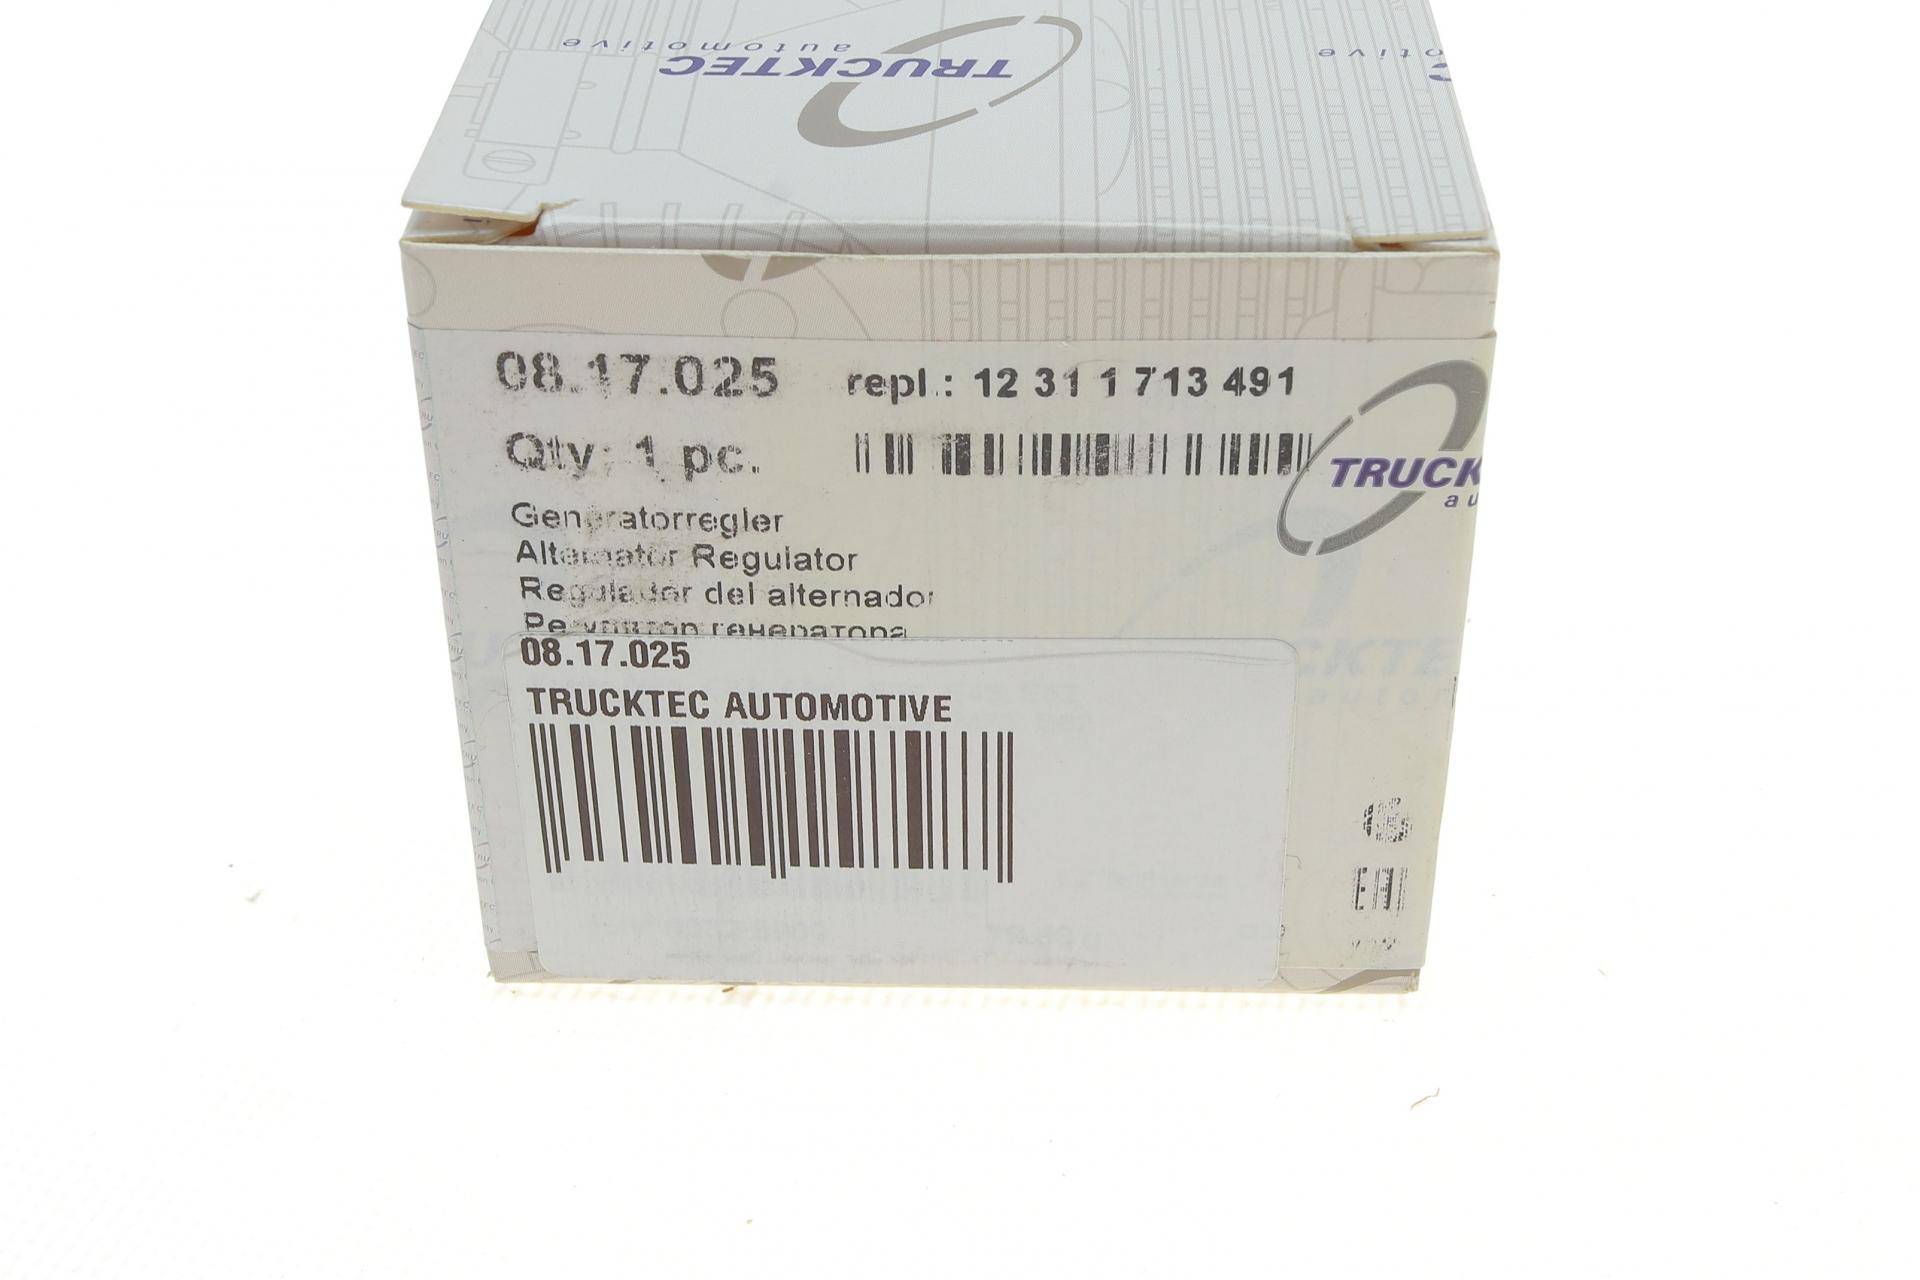 TRUCKTEC
automotive
08.17.025 repl.: 12 31 1 713 491
Qty: 1 pc.
TRUCK
au
Generatorregler
Alternator Regulator
Regulador del alternador
Регулятор генератора
08.17.025
TRUCKTEC AUTOMOTIVE